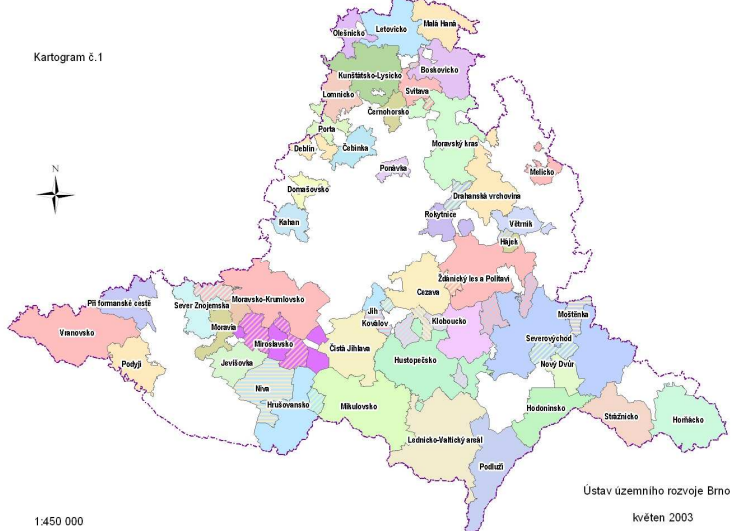 Kartogram č.1
Olešnicko
Letovicko
Malá Haná
Kunštátsko-Lysicko
Boskovicko
Lomnicko
Svitava
Černohorsko
Porta
Deblín
Čebínka
Moravský kras
Ponávka
Melicko
N
Domašovsko
Drahanská vrchovina
Kahan
Rokytnice
Větrník
Hájek
Ždánický les a Politaví
Při formanské cestě
Sever Znojemska
Moravsko-Krumlovsko
Cezava
Jih
Moštěnka
Vranovsko
Moravia
Koválov
Kloboucko
Miroslavsko
Čistá Jihlava
Severovýchod
Podyjí
Jevišovka
Hustopečsko
Nový Dvůr
Niva
Hrušovansko
Mikulovsko
Hodonínsko
Strážnicko
Horňácko
Lednicko-Valtický areál
Podluží
Ústav územního rozvoje Brno
květen 2003
1:450 000